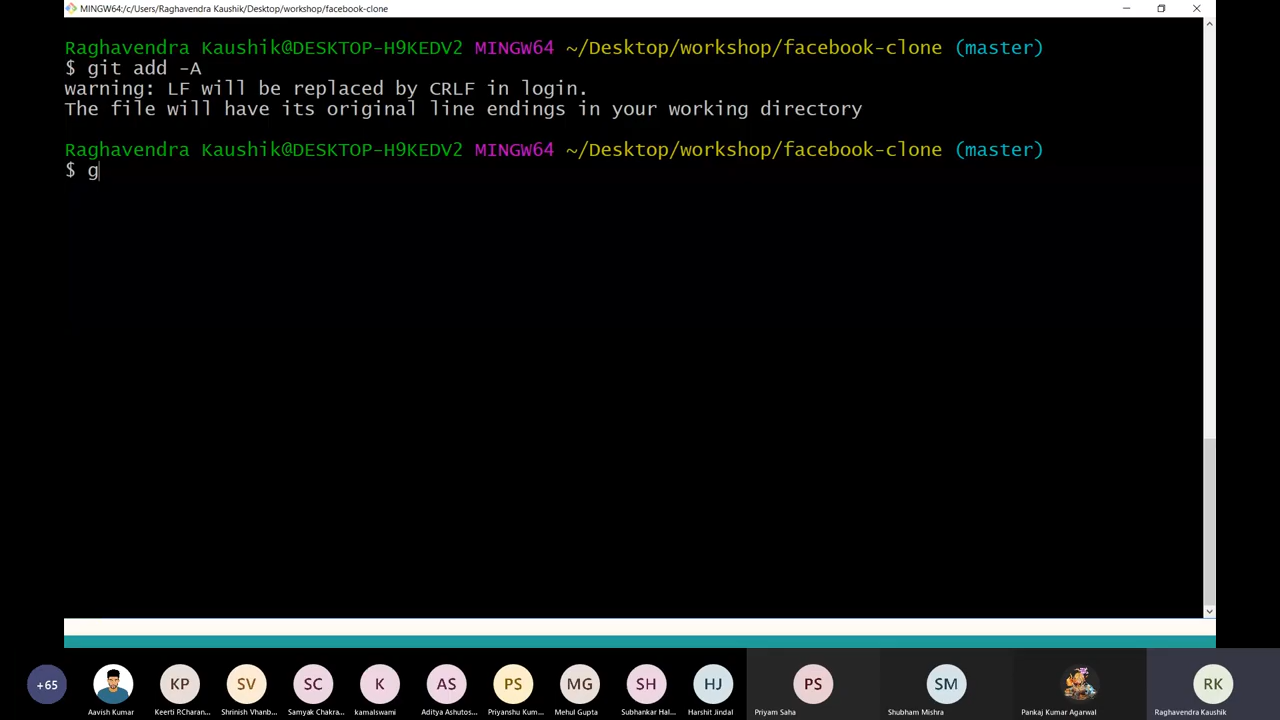 MINGW64:/c/Users/Raghavendra Kaushik/Desktop/workshop/facebook-clone
Raghavendra Kaushik@DESKTOP-H9KEDV2 MINGW64 ~/Desktop/workshop/facebook-clone (master)
$ git add -A
warning: LF will be replaced by CRLF in login.
The file will have its original line endings in your working directory
Raghavendra Kaushik@DESKTOP-H9KEDV2 MINGW64 ~/Desktop/workshop/facebook-clone (master)
$ g
+65 KP SV SC K AS PS MG SH HJ PS SM RK
Aavish Kumar Keerti RCharan... Shrinish Vhanb... Samyak Chakra... kamalswami Aditya Ashutos... Priyanshu Kum... Mehul Gupta Subhankar Hal... Harshit Jindal Priyam Saha Shubham Mishra Pankaj Kumar Agarwal Raghavendra Kaushik